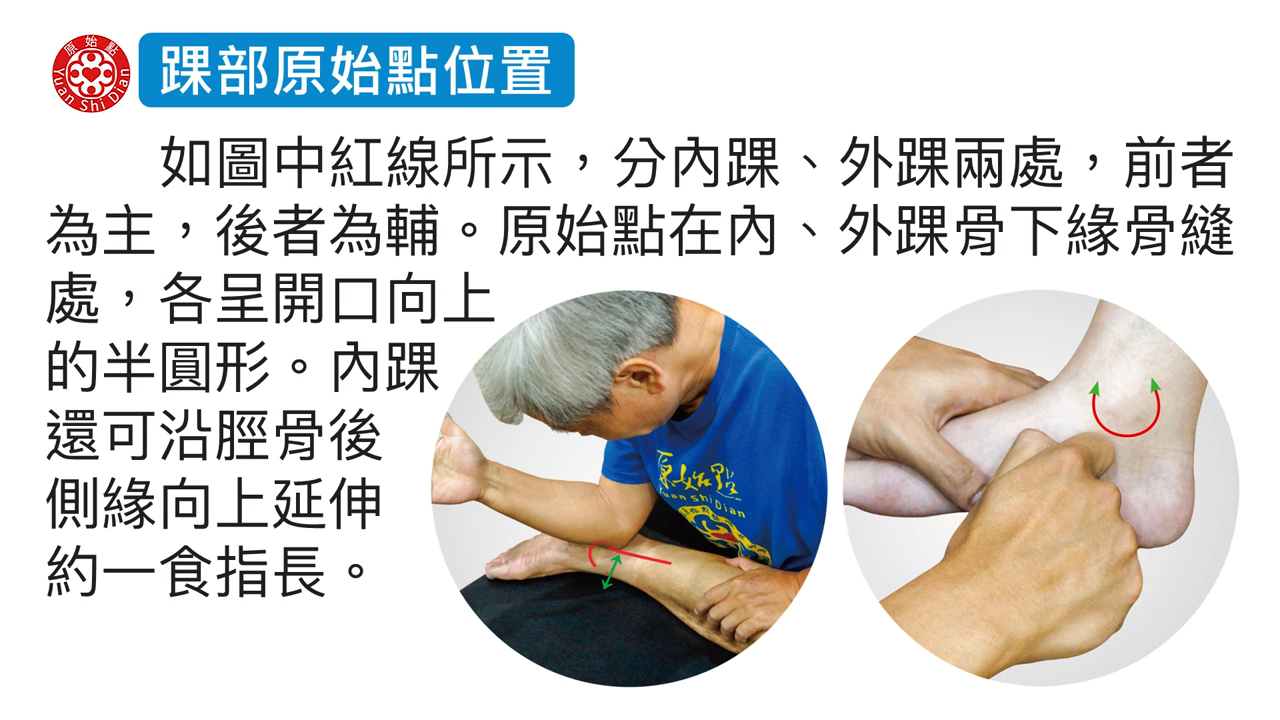 原始點
Yuan Shi Dian
踝部原始點位置
如圖中紅線所示，分內踝、外踝兩處，前者
為主，後者為輔。原始點在內、外踝骨下緣骨縫
處，各呈開口向上
的半圓形。內踝
還可沿脛骨後
側緣向上延伸
約一食指長。
原始點
Yuan Shi Dian